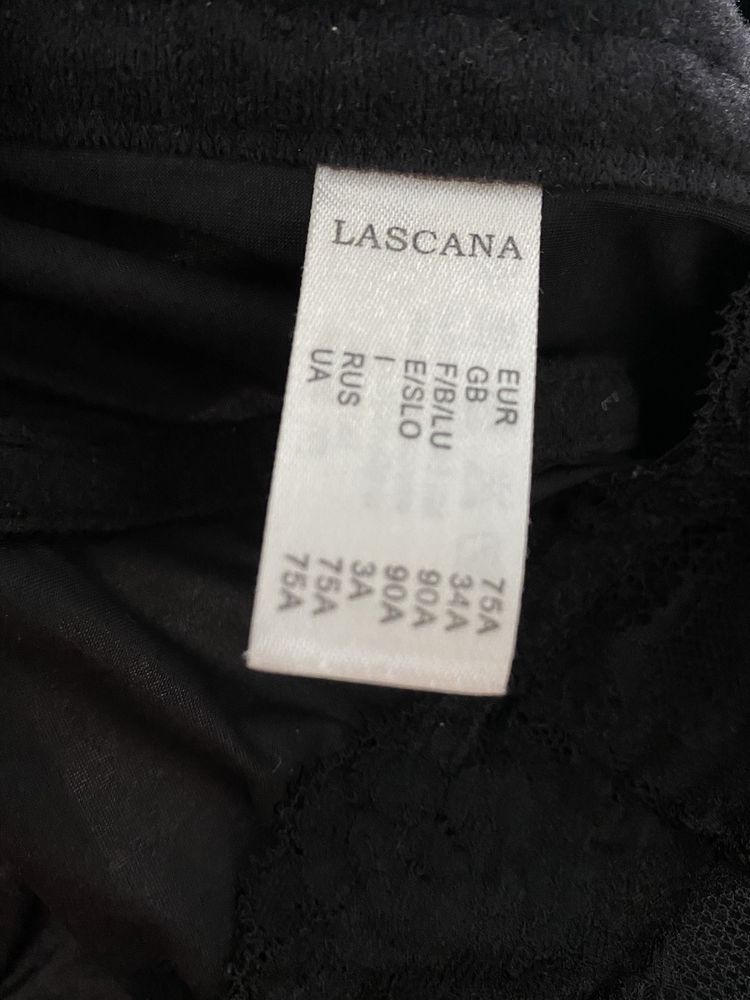 LASCANA
EUR 75A
GB 34A
F/B/LU 90A
E/SLO 90A
I 3A
RUS 75A
UA 75A